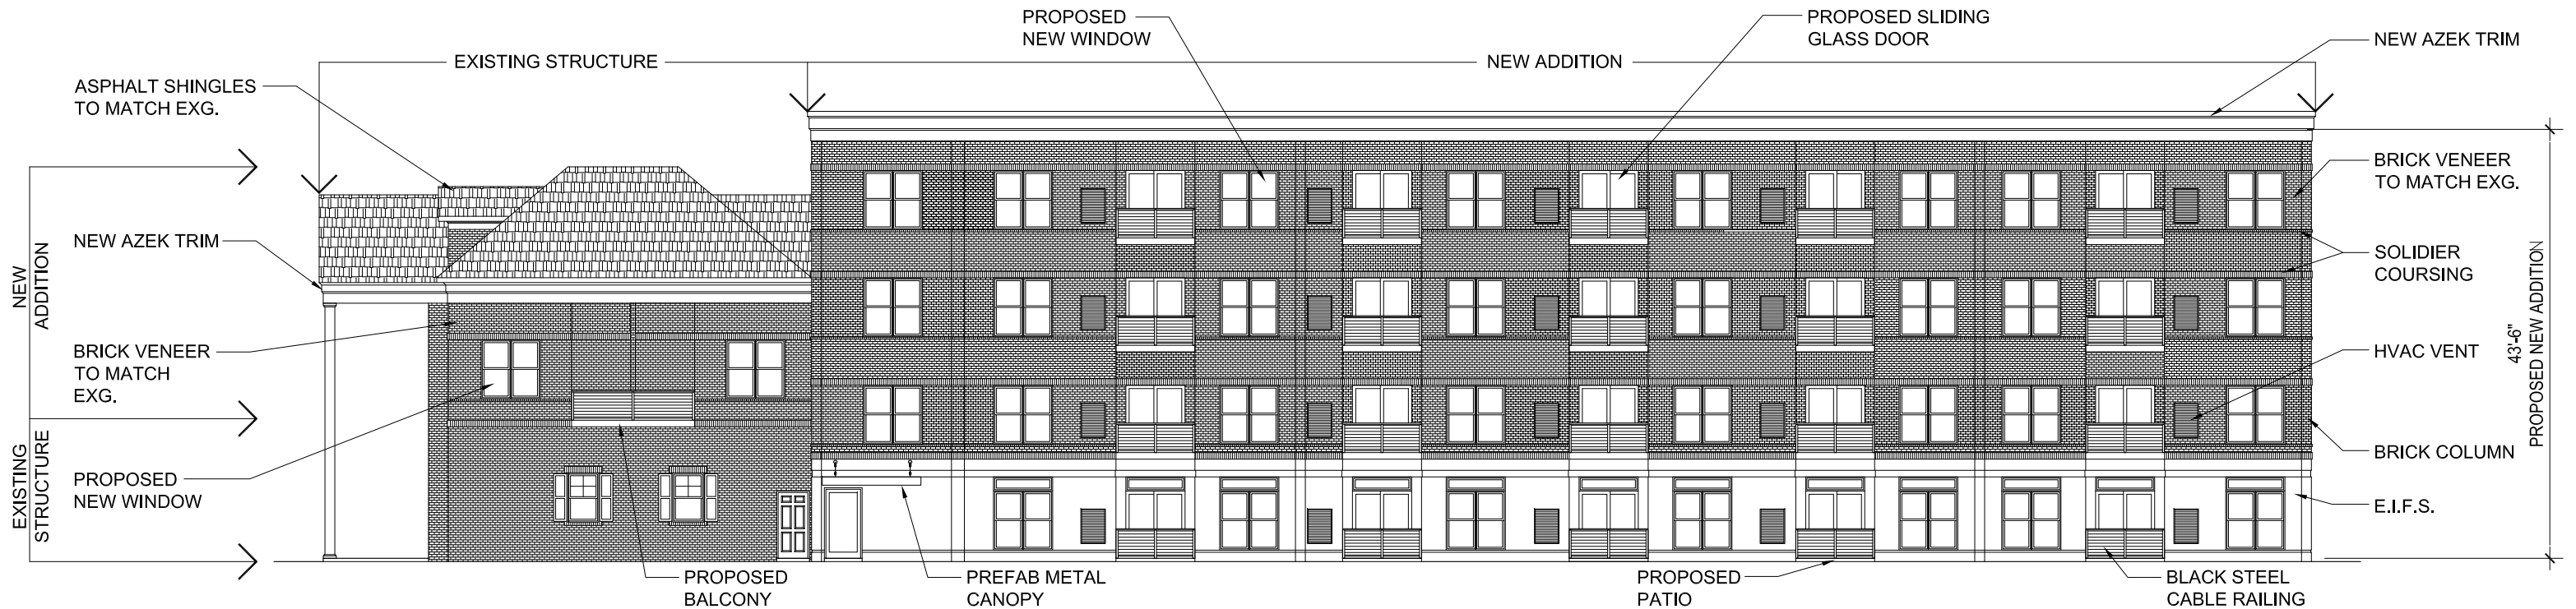 PROPOSED
NEW WINDOW
PROPOSED SLIDING
GLASS DOOR
NEW AZEK TRIM
EXISTING STRUCTURE
NEW ADDITION
ASPHALT SHINGLES
TO MATCH EXG.
NEW AZEK TRIM
BRICK VENEER
TO MATCH
EXG.
PROPOSED
NEW WINDOW
NEW
ADDITION
EXISTING
STRUCTURE
BRICK VENEER
TO MATCH EXG.
SOLIDIER
COURSING
HVAC VENT
BRICK COLUMN
E.I.F.S.
43'-6"
PROPOSED NEW ADDITION
PROPOSED
BALCONY
PREFAB METAL
CANOPY
PROPOSED
PATIO
BLACK STEEL
CABLE RAILING